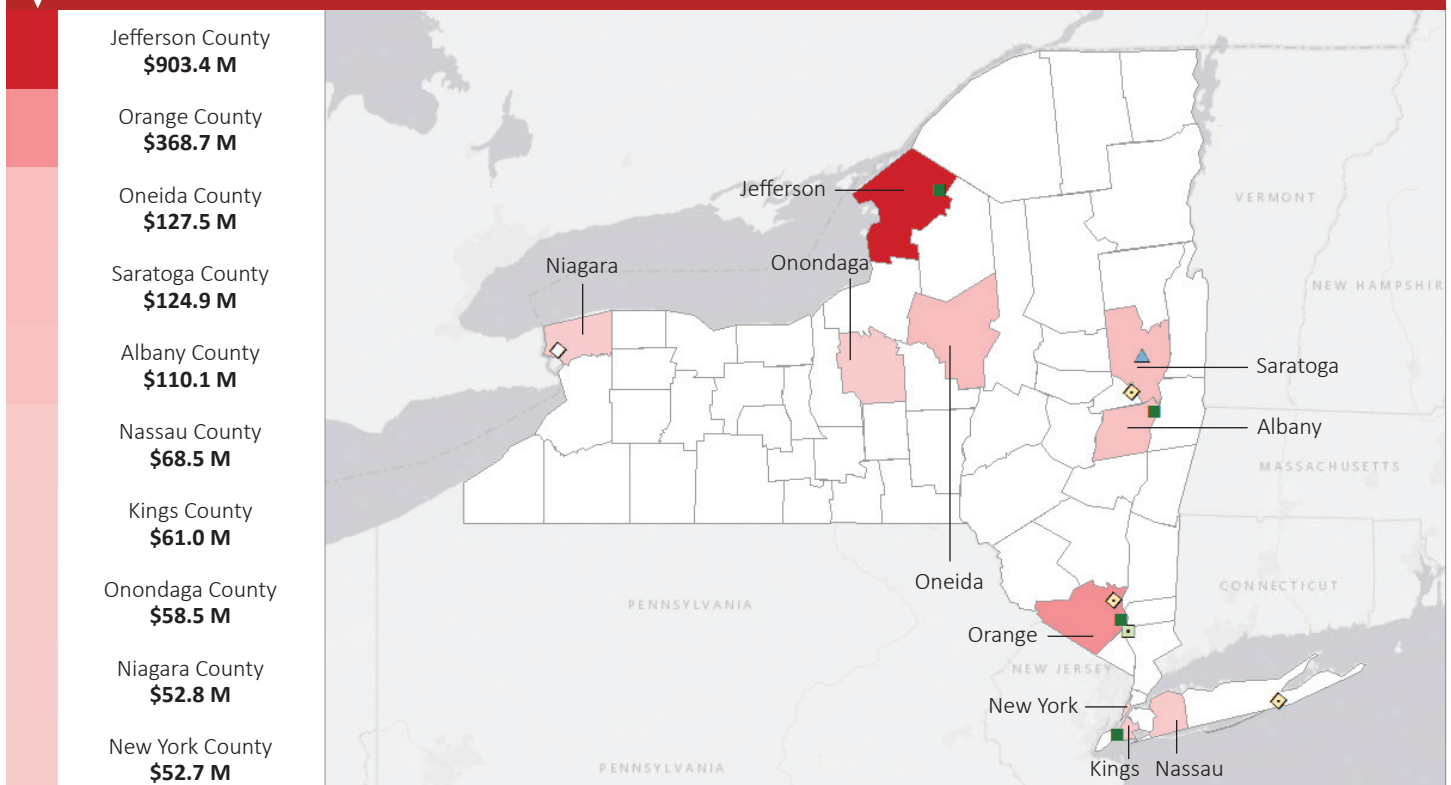 Jefferson County
$903.4 M
Orange County
$368.7 M
Oneida County
$127.5 M
Saratoga County
$124.9 M
Albany County
$110.1 M
Nassau County
$68.5 M
Kings County
$61.0 M
Onondaga County
$58.5 M
Niagara County
$52.8 M
New York County
$52.7 M
Jefferson
VERMONT
Niagara
Onondaga
NEW HAMPSHIR
Saratoga
Albany
MASSACHUSETTS
Oneida
CONNECTICUT
PENNSYLVANIA
Orange
NEW JERSEY
New York
PENNSYLVANIA
Kings
Nassau